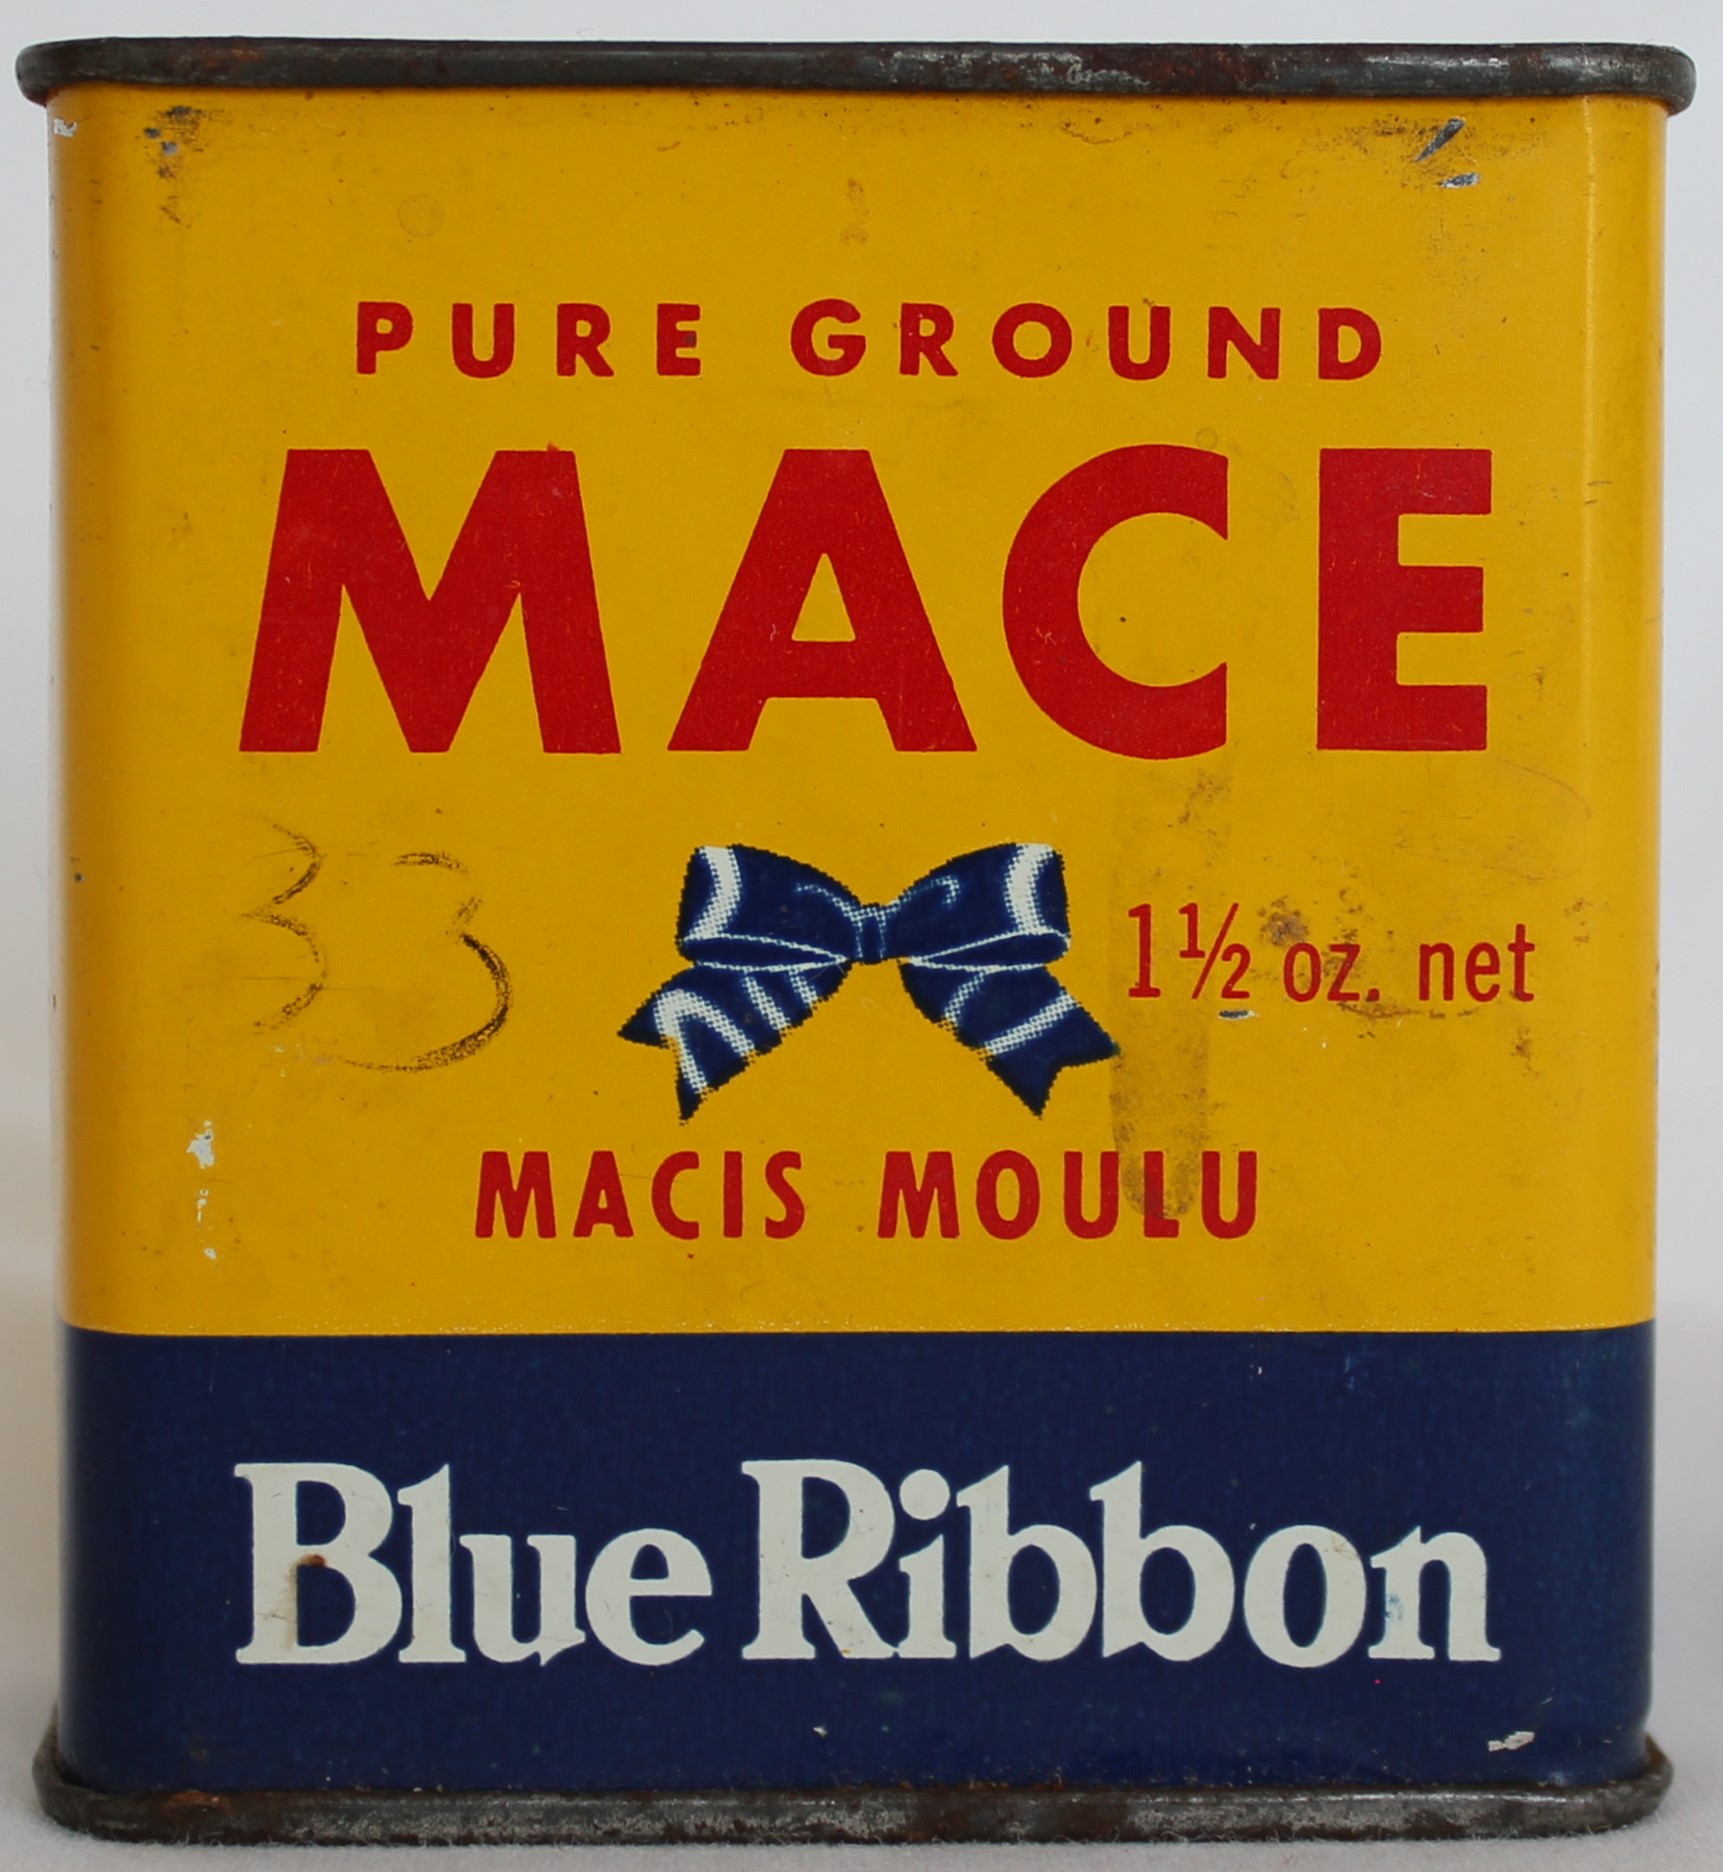 PURE GROUND
MACE
33
1½ oz. net
MACIS MOULU
Blue Ribbon